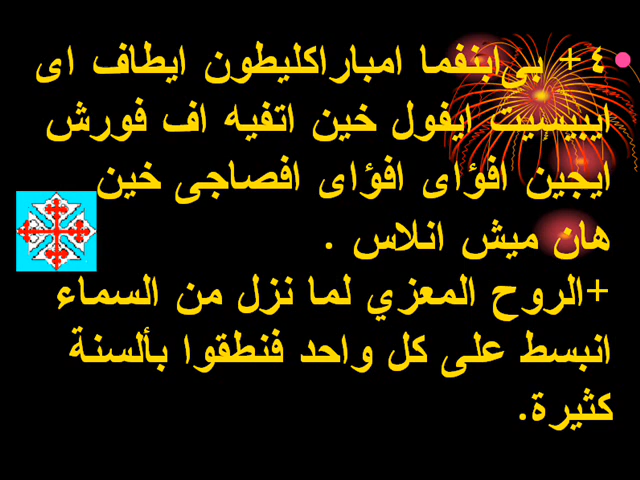 ٤ + بى ابنفما امباراكليطون ايطاف اى
ايبيسيت ايفول خين اتفيه اف فورش
ايجين افؤاى افؤاى افصاجى خين
هان ميش انلاس .
+الروح المعزي لما نزل من السماء
انبسط على كل واحد فنطقوا بألسنة
كثيرة.